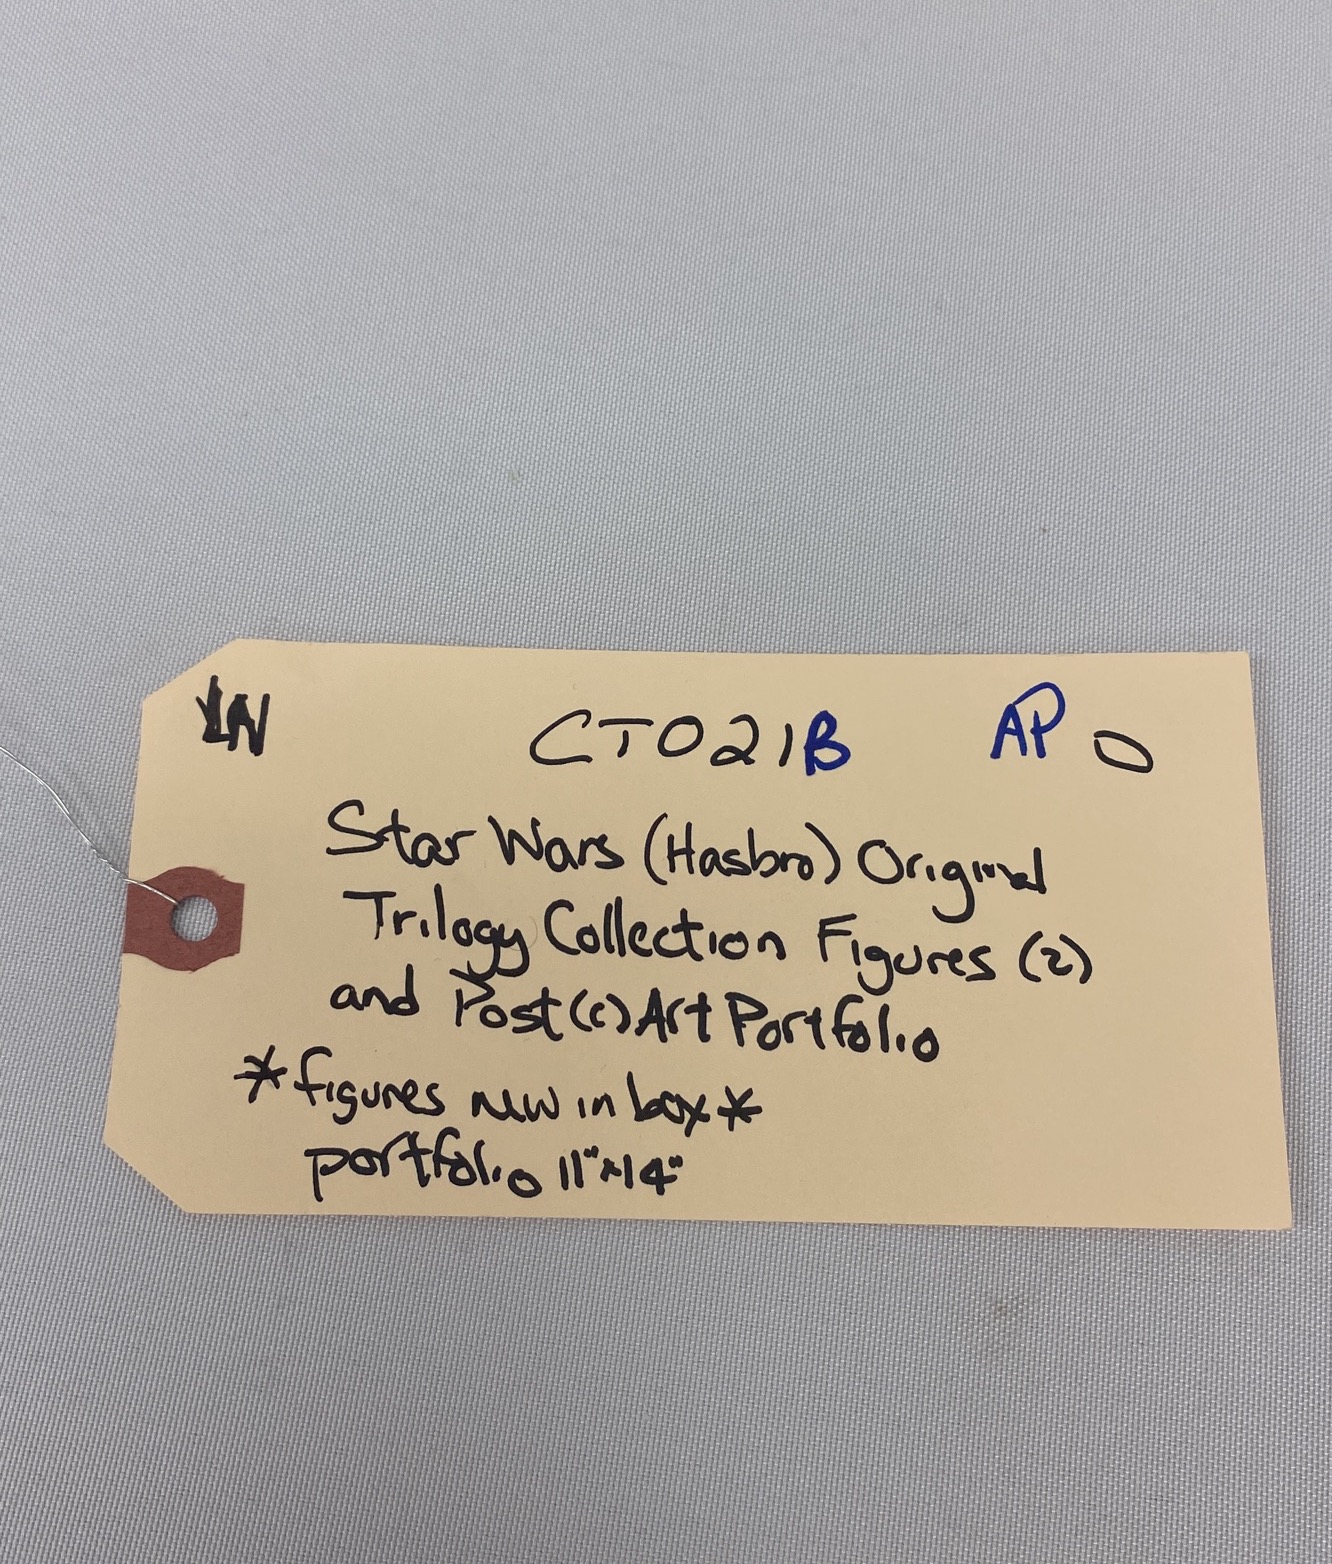 CT021B AP O
Star Wars (Hasbro) Original
Trilogy Collection Figures (2)
and Post(c) Art Portfolio
*figures new in box*
portfolio 11"x14"